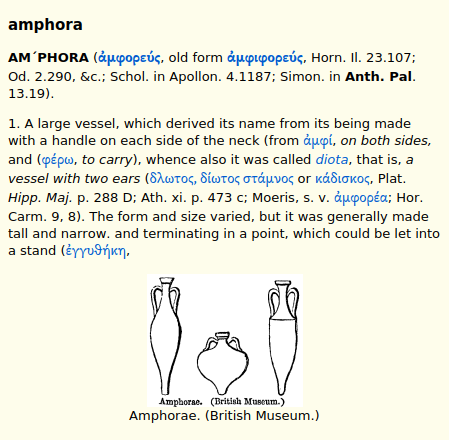 amphora
AM´PHORA (ἀμφορεύς, old form ἀμφιφορεύς, Horn. Il. 23.107;
Od. 2.290, &c.; Schol. in Apollon. 4.1187; Simon. in Anth. Pal.
13.19).
1. A large vessel, which derived its name from its being made
with a handle on each side of the neck (from ἀμφί, on both sides,
and (φέρω, to carry), whence also it was called diota, that is, a
vessel with two ears (δλωτος, δίωτος στάμνος or κάδισκος, Plat.
Hipp. Maj. p. 288 D; Ath. xi. p. 473 c; Moeris, s. v. ἀμφορέα; Hor.
Carm. 9, 8). The form and size varied, but it was generally made
tall and narrow. and terminating in a point, which could be let into
a stand (ἐγγυθήκη,
Amphorae. (British Museum.)
Amphorae. (British Museum.)